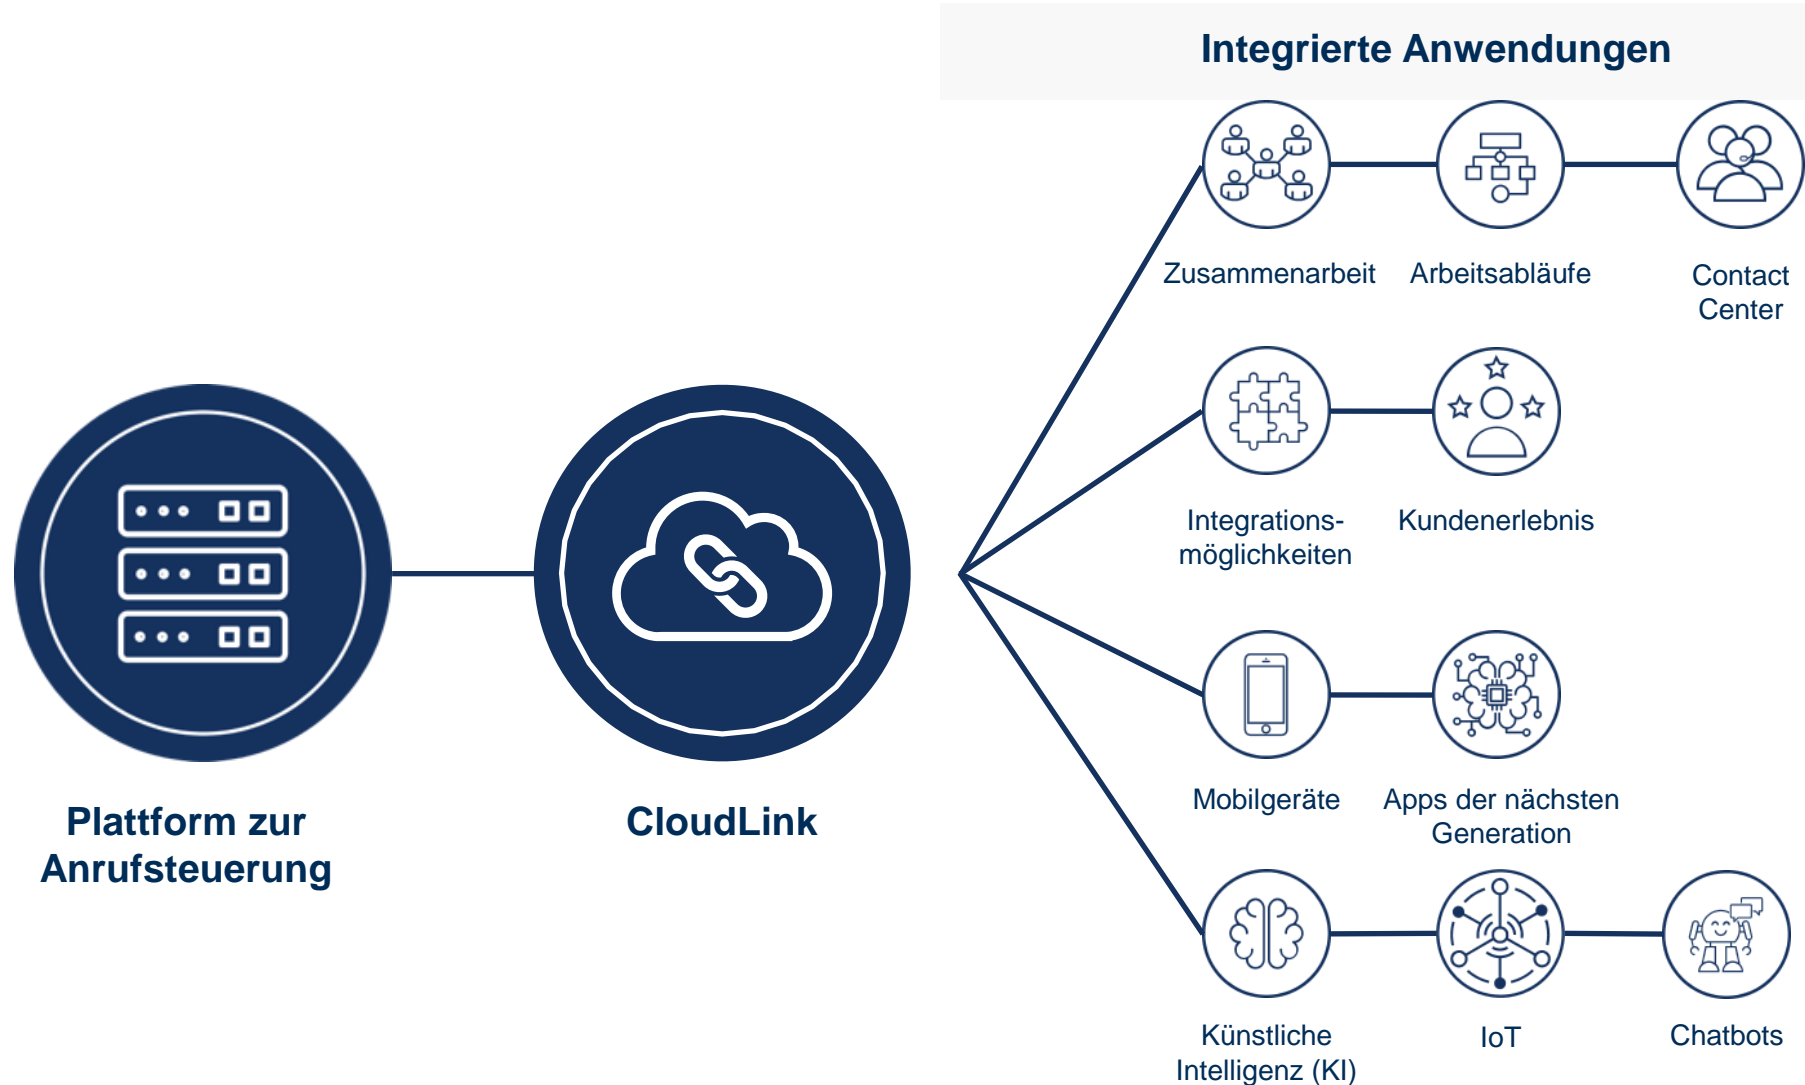 Integrierte Anwendungen
Zusammenarbeit
Arbeitsabläufe
Contact
Center
Integrations-
möglichkeiten
Kundenerlebnis
Mobilgeräte
Apps der nächsten
Generation
Plattform zur
Anrufsteuerung
CloudLink
Künstliche
Intelligenz (KI)
IoT
Chatbots